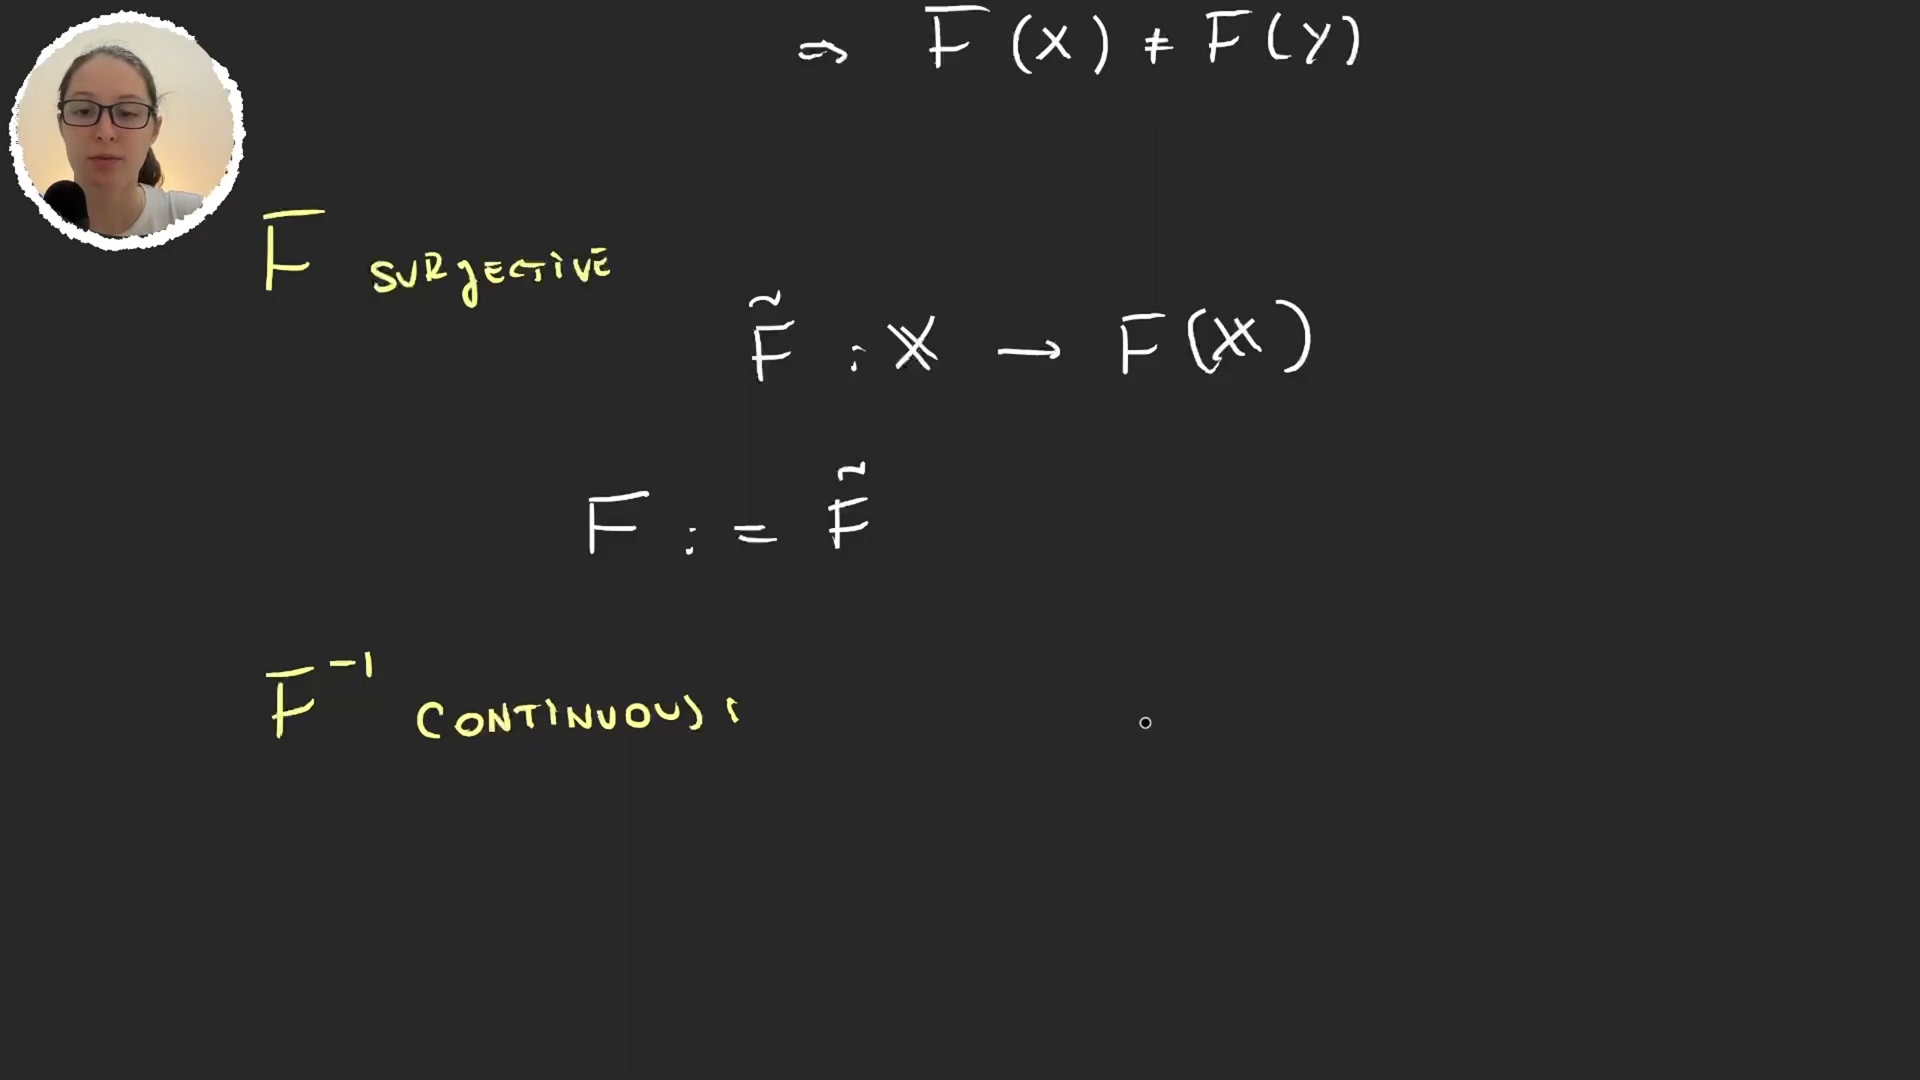 ⇒ F(x) ≠ F(y)
F SURJECTIVE
F̃ : 𝕏 → F(𝕏)
F := F̃
F⁻¹ CONTINUOUS: